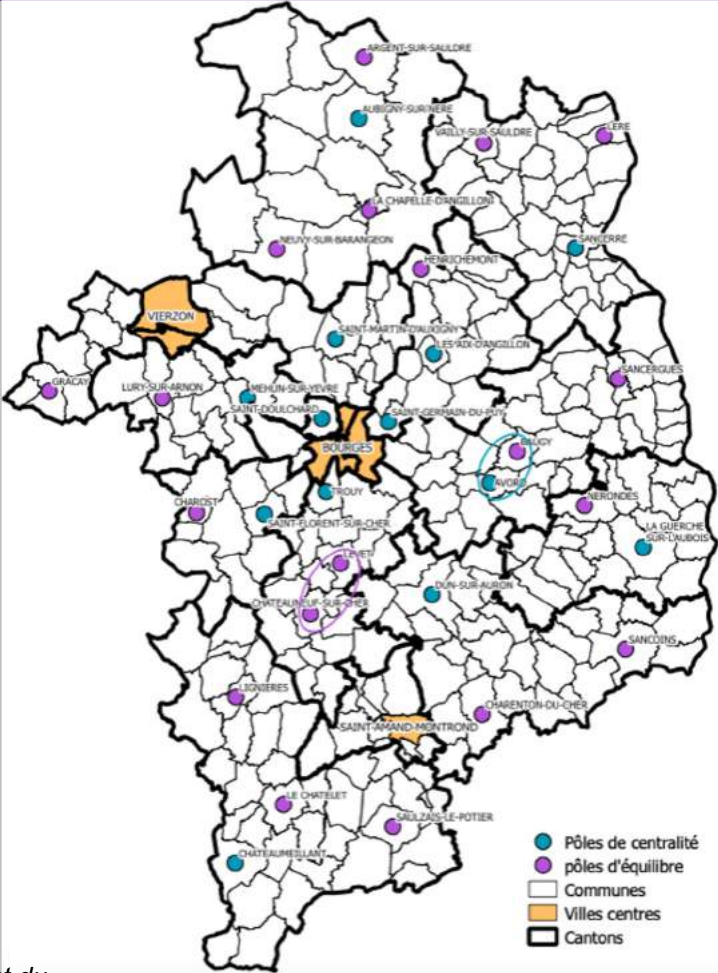 ARGENT-SUR-SAULDRE
AUBIGNY-SUR-NERE
VAILLY-SUR-SAULDRE
LERE
LA CHAPELLE-D'ANGILLON
NEUVY-SUR-BARANGEON
SANCERRE
HENRICHEMONT
VIERZON
SAINT-MARTIN-D'AUXIGNY
LES AIX-D'ANGILLON
SANCERGUES
GRACAY
LURY-SUR-ARNON
MEHUN-SUR-YEVRE
SAINT-DOULCHARD
SAINT-GERMAIN-DU-PUY
BOURGES
BAUGY
AVORD
TROUY
NERONDES
CHAROST
SAINT-FLORENT-SUR-CHER
LA GUERCHE
SUR-L'AUBOIS
LEVET
DUN-SUR-AURON
CHATEAUNEUF-SUR-CHER
SANCOINS
LIGNIERES
CHARENTON-DU-CHER
SAINT-AMAND-MONTROND
LE CHATELET
SAULZAIS-LE-POTIER
CHATEAUMEILLANT
Pôles de centralité
pôles d'équilibre
Communes
Villes centres
Cantons